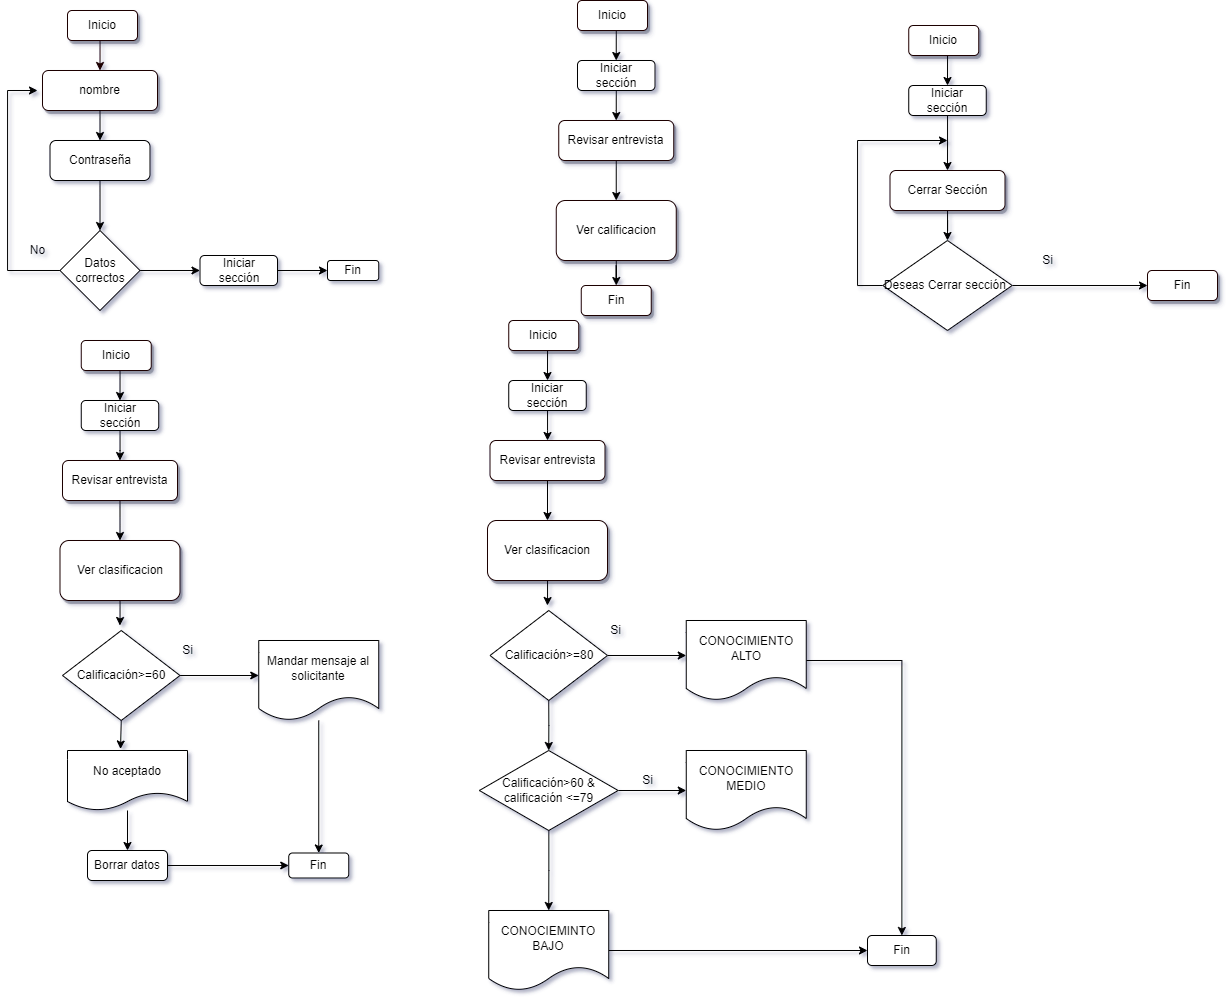 Inicio
nombre
Contraseña
No
Datos
correctos
Iniciar
sección
Fin
Inicio
Iniciar
sección
Revisar entrevista
Ver calificacion
Fin
Inicio
Iniciar
sección
Cerrar Sección
Si
Deseas Cerrar sección
Fin
Inicio
Iniciar
sección
Revisar entrevista
Ver clasificacion
Si
Calificación>=60
Mandar mensaje al
solicitante
No aceptado
Borrar datos
Fin
Inicio
Iniciar
sección
Revisar entrevista
Ver clasificacion
Si
Calificación>=80
CONOCIMIENTO
ALTO
Calificación>60 &
calificación <=79
Si
CONOCIMIENTO
MEDIO
CONOCIEMINTO
BAJO
Fin